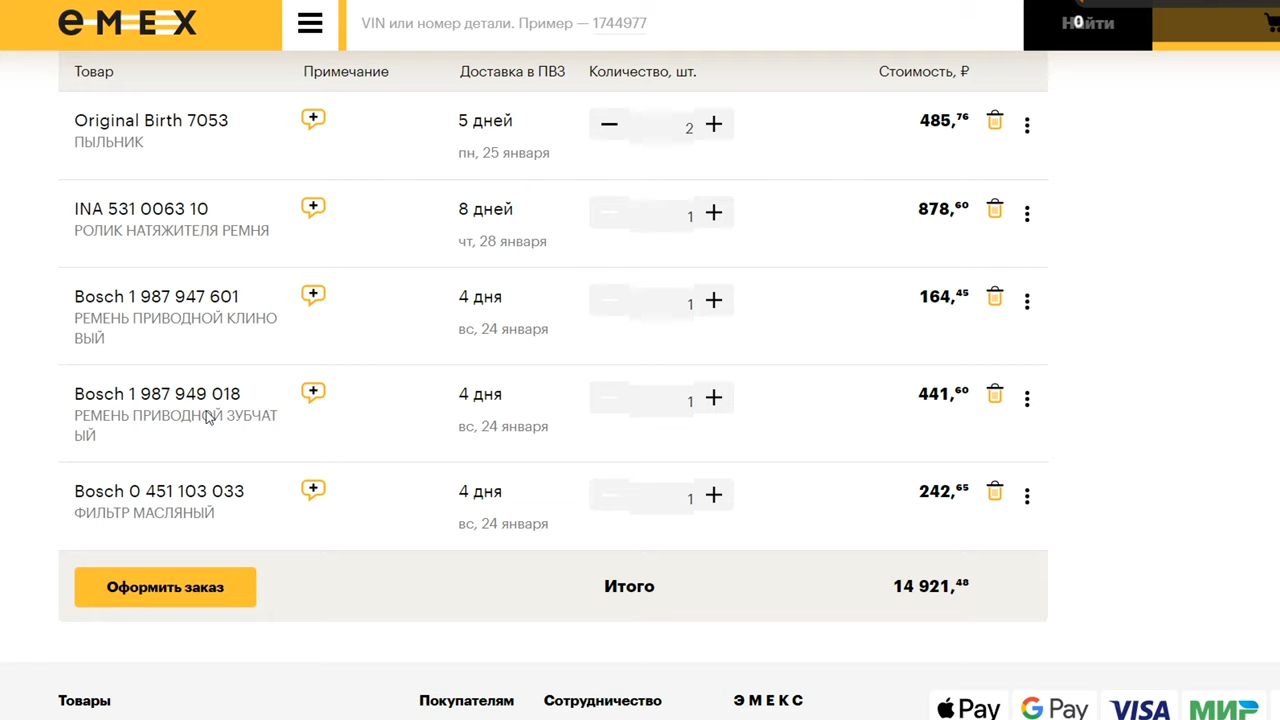 eMEX
VIN или номер детали. Пример — 1744977
Найти
0
Товар Примечание Доставка в ПВЗ Количество, шт. Стоимость, ₽
Original Birth 7053 5 дней 2 485,76
ПЫЛЬНИК пн, 25 января
INA 531 0063 10 8 дней 1 878,60
РОЛИК НАТЯЖИТЕЛЯ РЕМНЯ чт, 28 января
Bosch 1 987 947 601 4 дня 1 164,45
РЕМЕНЬ ПРИВОДНОЙ КЛИНО вс, 24 января
ВЫЙ
Bosch 1 987 949 018 4 дня 1 441,60
РЕМЕНЬ ПРИВОДНОЙ ЗУБЧАТ вс, 24 января
ЫЙ
Bosch 0 451 103 033 4 дня 1 242,65
ФИЛЬТР МАСЛЯНЫЙ вс, 24 января
Оформить заказ Итого 14 921,48
Товары Покупателям Сотрудничество ЭМЕКС Pay G Pay VISA МИР